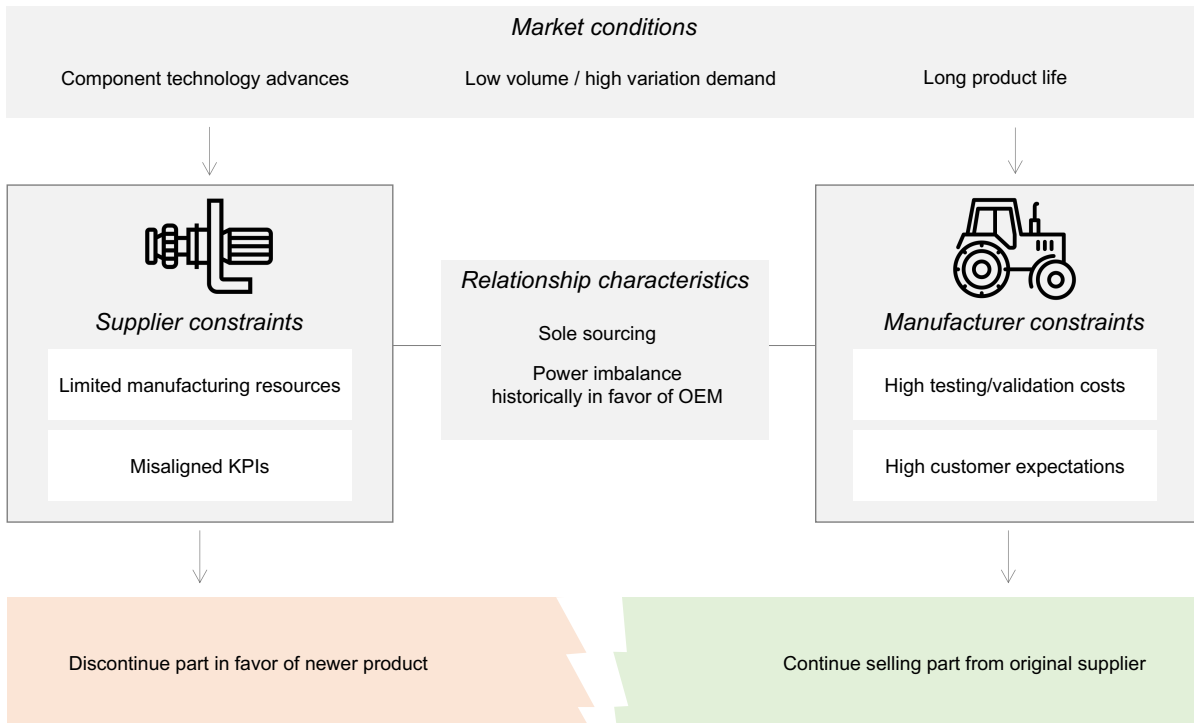 Market conditions
Component technology advances
Low volume / high variation demand
Long product life
Supplier constraints
Limited manufacturing resources
Misaligned KPIs
Relationship characteristics
Sole sourcing
Power imbalance
historically in favor of OEM
Manufacturer constraints
High testing/validation costs
High customer expectations
Discontinue part in favor of newer product
Continue selling part from original supplier